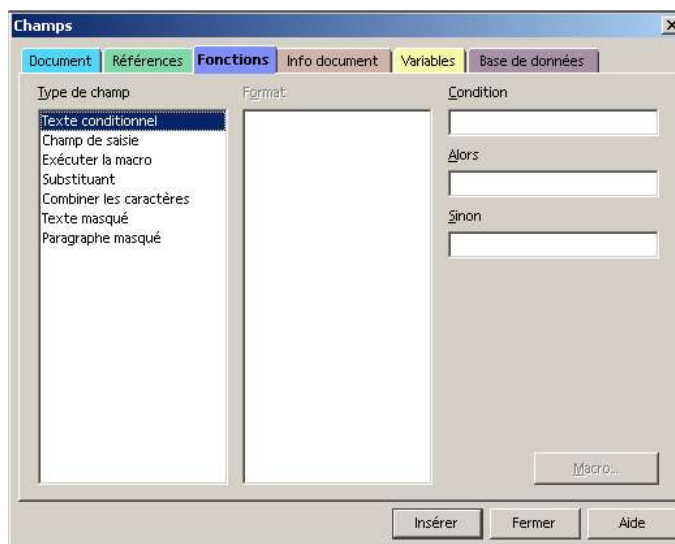 Champs
Document Références Fonctions Info document Variables Base de données
Type de champ
Texte conditionnel
Champ de saisie
Exécuter la macro
Substituant
Combiner les caractères
Texte masqué
Paragraphe masqué
Format
Condition
Alors
Sinon
Macro...
Insérer Fermer Aide